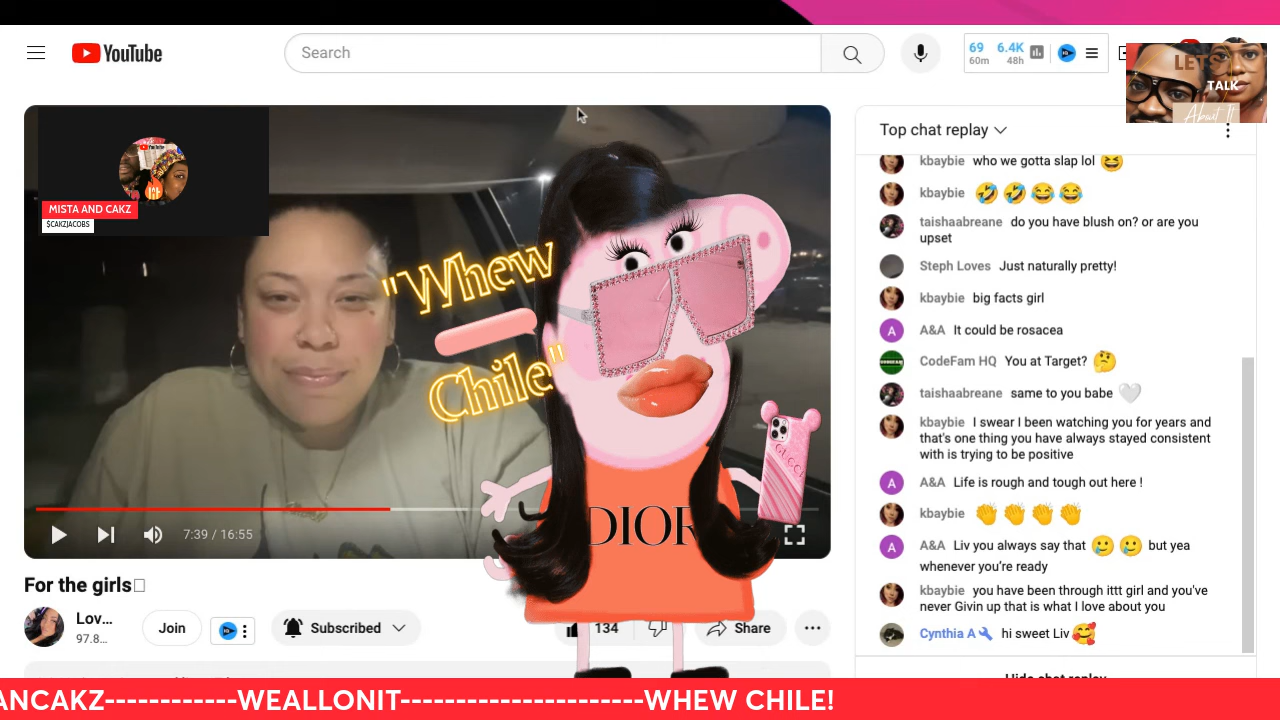 YouTube
Search
69
60m
6.4K
48h
LETS
TALK
About It
MISTA AND CAKZ
$CAKZJACOBS
"Whew
Chile"
DIOR
GUCCI
7:39 / 16:55
For the girls
Lov...
97.8...
Join
Subscribed
134
Share
Top chat replay
kbaybie who we gotta slap lol 😆
kbaybie 🤣 🤣 😂 😂
taishaabreane do you have blush on? or are you
upset
Steph Loves Just naturally pretty!
kbaybie big facts girl
A A&A It could be rosacea
CodeFam HQ You at Target? 🤔
taishaabreane same to you babe 🤍
kbaybie I swear I been watching you for years and
that's one thing you have always stayed consistent
with is trying to be positive
A A&A Life is rough and tough out here !
kbaybie 👏 👏 👏 👏
A A&A Liv you always say that 🥲 🥲 but yea
whenever you're ready
kbaybie you have been through ittt girl and you've
never Givin up that is what I love about you
Cynthia A hi sweet Liv 🥰
Hide chat replay
ANCAKZ------------WEALLONIT----------------------WHEW CHILE!